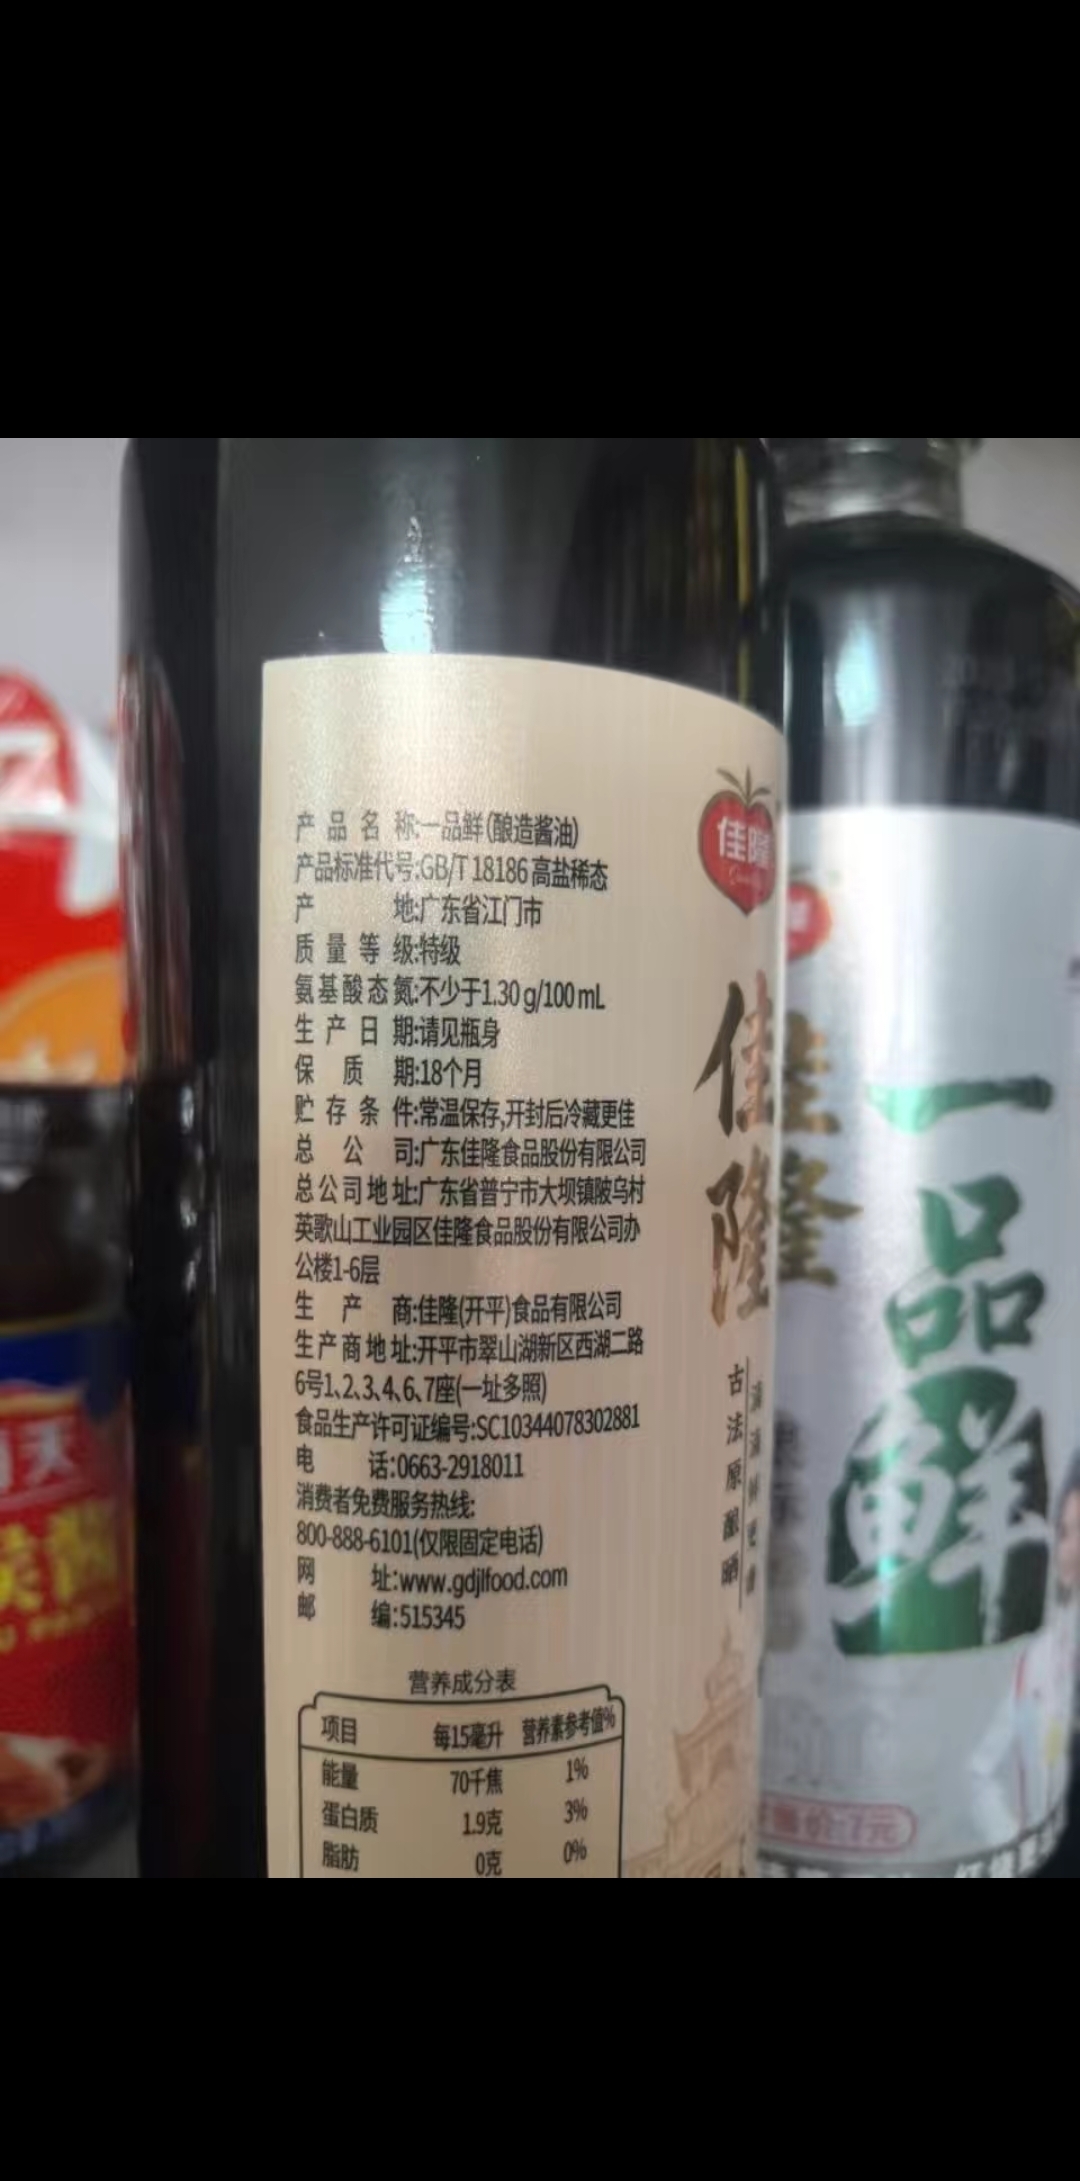 产品名称:一品鲜(酿造酱油)
产品标准代号:GB/T 18186 高盐稀态
产地:广东省江门市
质量等级:特级
氨基酸态氮:不少于1.30 g/100 mL
生产日期:请见瓶身
保质期:18个月
贮存条件:常温保存,开封后冷藏更佳
总公司:广东佳隆食品股份有限公司
总公司地址:广东省普宁市大坝镇陂乌村
英歌山工业园区佳隆食品股份有限公司办
公楼1-6层
生产商:佳隆(开平)食品有限公司
生产商地址:开平市翠山湖新区西湖二路
6号1、2、3、4、6、7座(一址多照)
食品生产许可证编号:SC10344078302881
电话:0663-2918011
消费者免费服务热线:
800-888-6101(仅限固定电话)
网址:www.gdjlfood.com
邮编:515345
营养成分表
项目 每15毫升 营养素参考值%
能量 70千焦 1%
蛋白质 1.9克 3%
脂肪 0克 0%
佳隆
佳隆
古法原酿晒
佳隆
一品鲜
价:7元